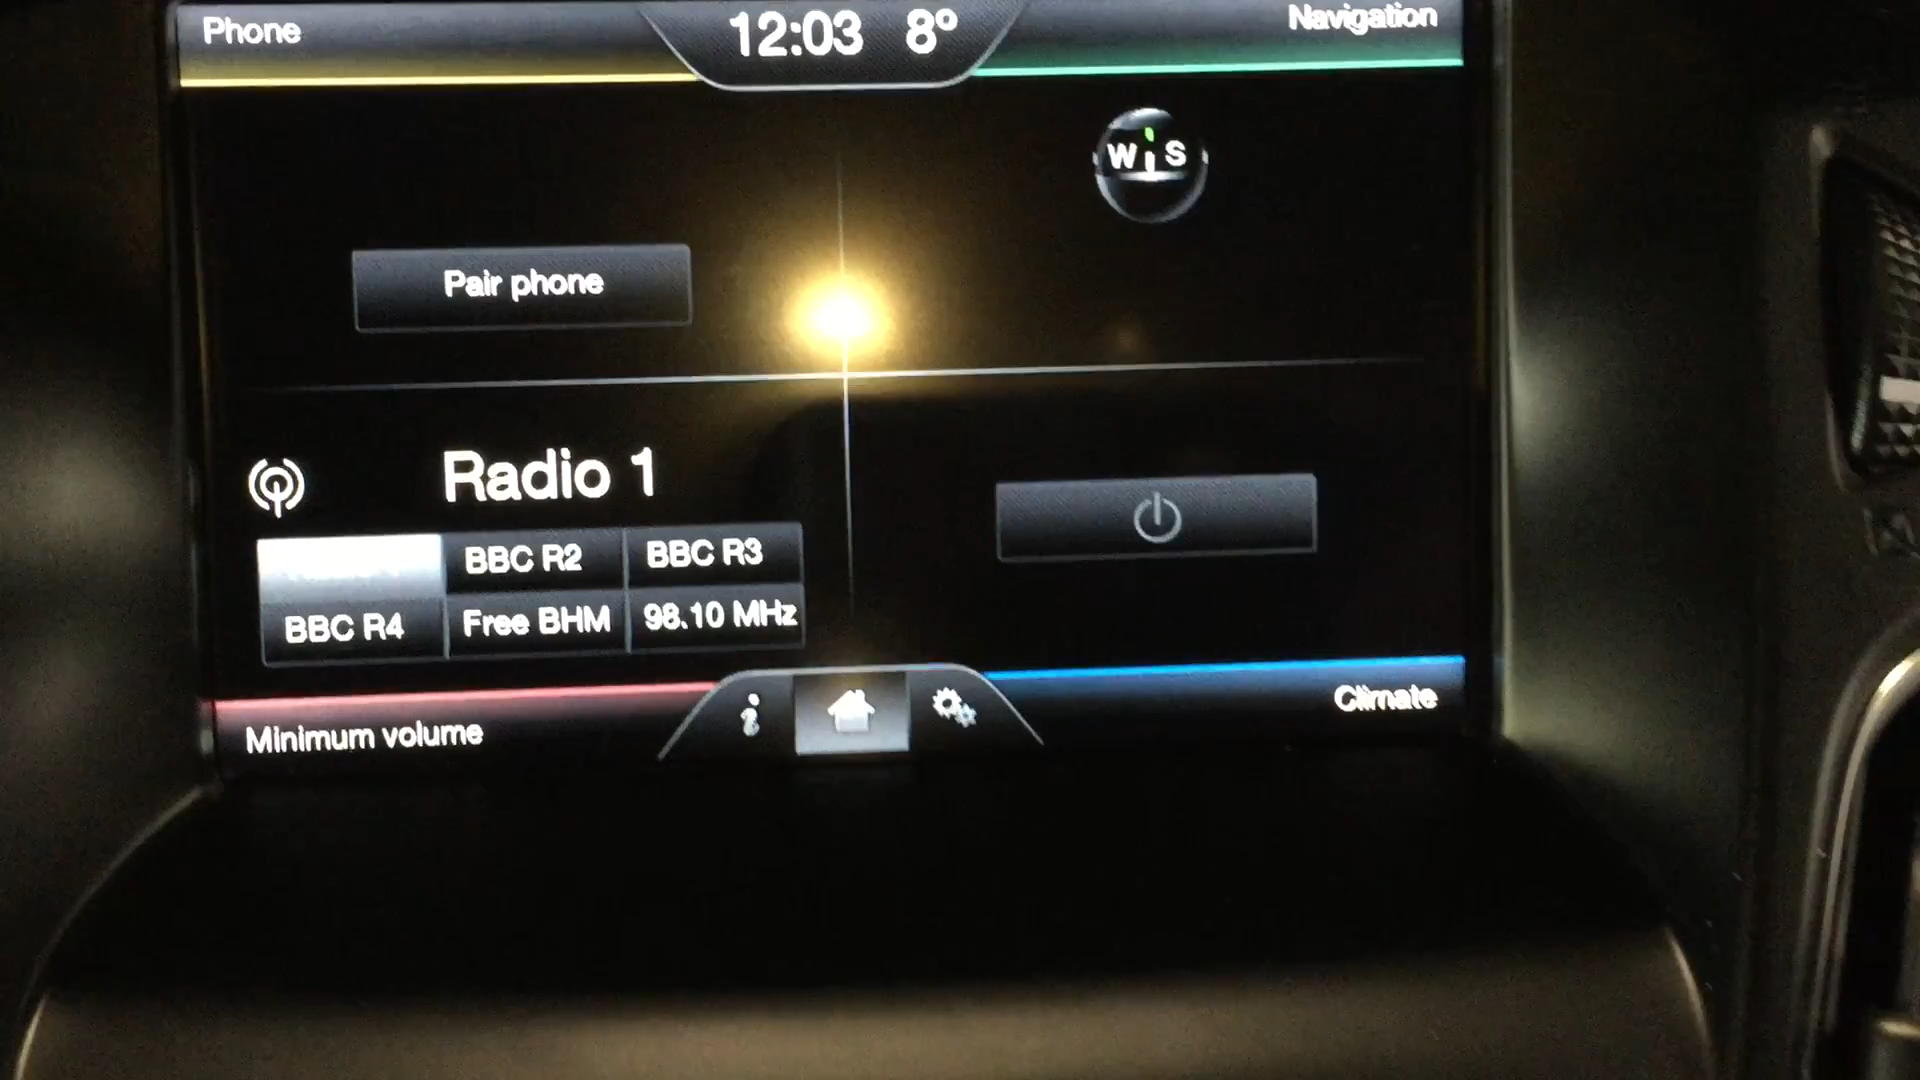 Phone
12:03 8°
Navigation
W S
Pair phone
Radio 1
BBC R2
BBC R3
BBC R4
Free BHM
98.10 MHz
Minimum volume
Climate